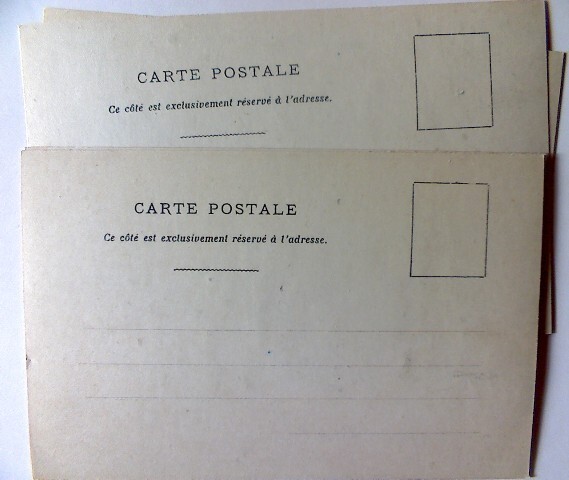 CARTE POSTALE
Ce côté est exclusivement réservé à l'adresse.
CARTE POSTALE
Ce côté est exclusivement réservé à l'adresse.